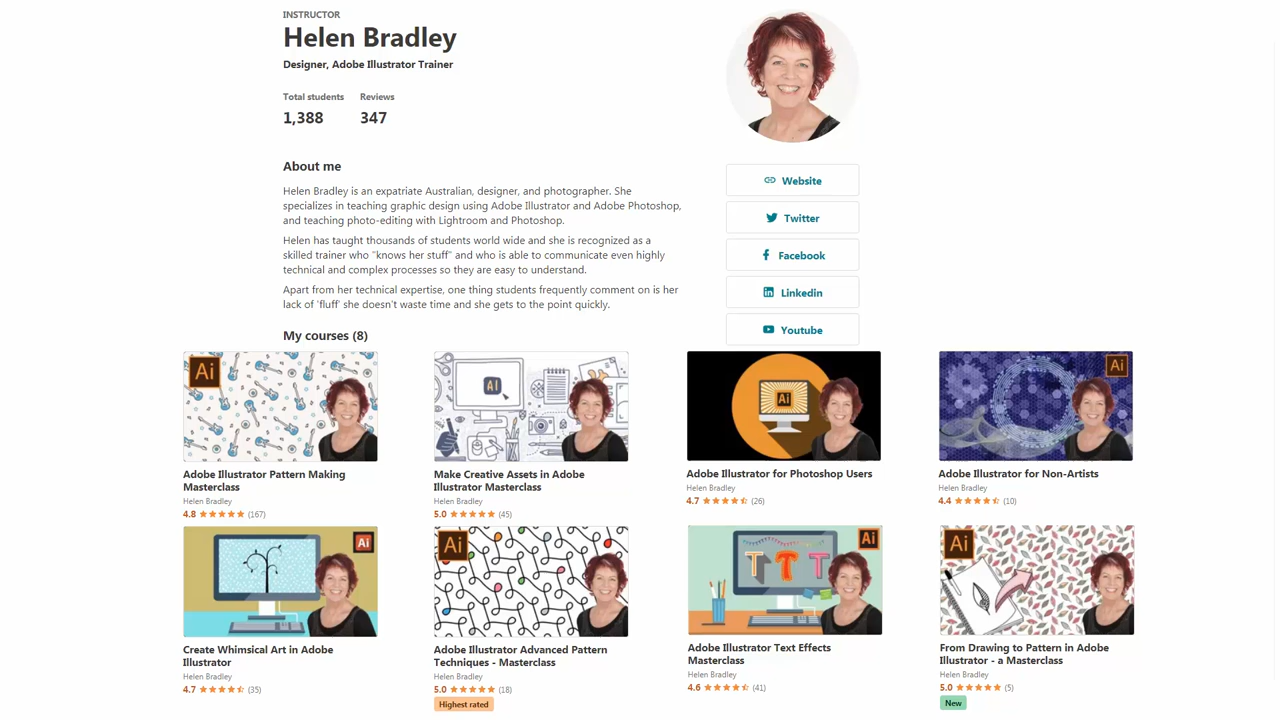 INSTRUCTOR
Helen Bradley
Designer, Adobe Illustrator Trainer
Total students Reviews
1,388 347
About me
Helen Bradley is an expatriate Australian, designer, and photographer. She
specializes in teaching graphic design using Adobe Illustrator and Adobe Photshop,
and teaching photo-editing with Lightroom and Photoshop.
Helen has taught thousands of students world wide and she is recognized as a
skilled trainer who "knows her stuff" and who is able to communicate even highly
technical and complex processes so they are easy to understand.
Apart from her technical expertise, one thing students frequently comment on is her
lack of 'fluff' she doesn't waste time and she gets to the point quickly.
Website
Twitter
Facebook
Linkedin
Youtube
My courses (8)
Ai
Adobe Illustrator Pattern Making
Masterclass
Helen Bradley
4.8 (167)
AI
Make Creative Assets in Adobe
Illustrator Masterclass
Helen Bradley
5.0 (45)
Ai
Adobe Illustrator for Photoshop Users
Helen Bradley
4.7 (26)
Ai
Adobe Illustrator for Non-Artists
Helen Bradley
4.4 (10)
Ai
Create Whimsical Art in Adobe
Illustrator
Helen Bradley
4.7 (35)
Ai
Adobe Illustrator Advanced Pattern
Techniques - Masterclass
Helen Bradley
5.0 (18)
Highest rated
Ai
T T T
Adobe Illustrator Text Effects
Masterclass
Helen Bradley
4.6 (41)
Ai
From Drawing to Pattern in Adobe
Illustrator - a Masterclass
Helen Bradley
5.0 (5)
New